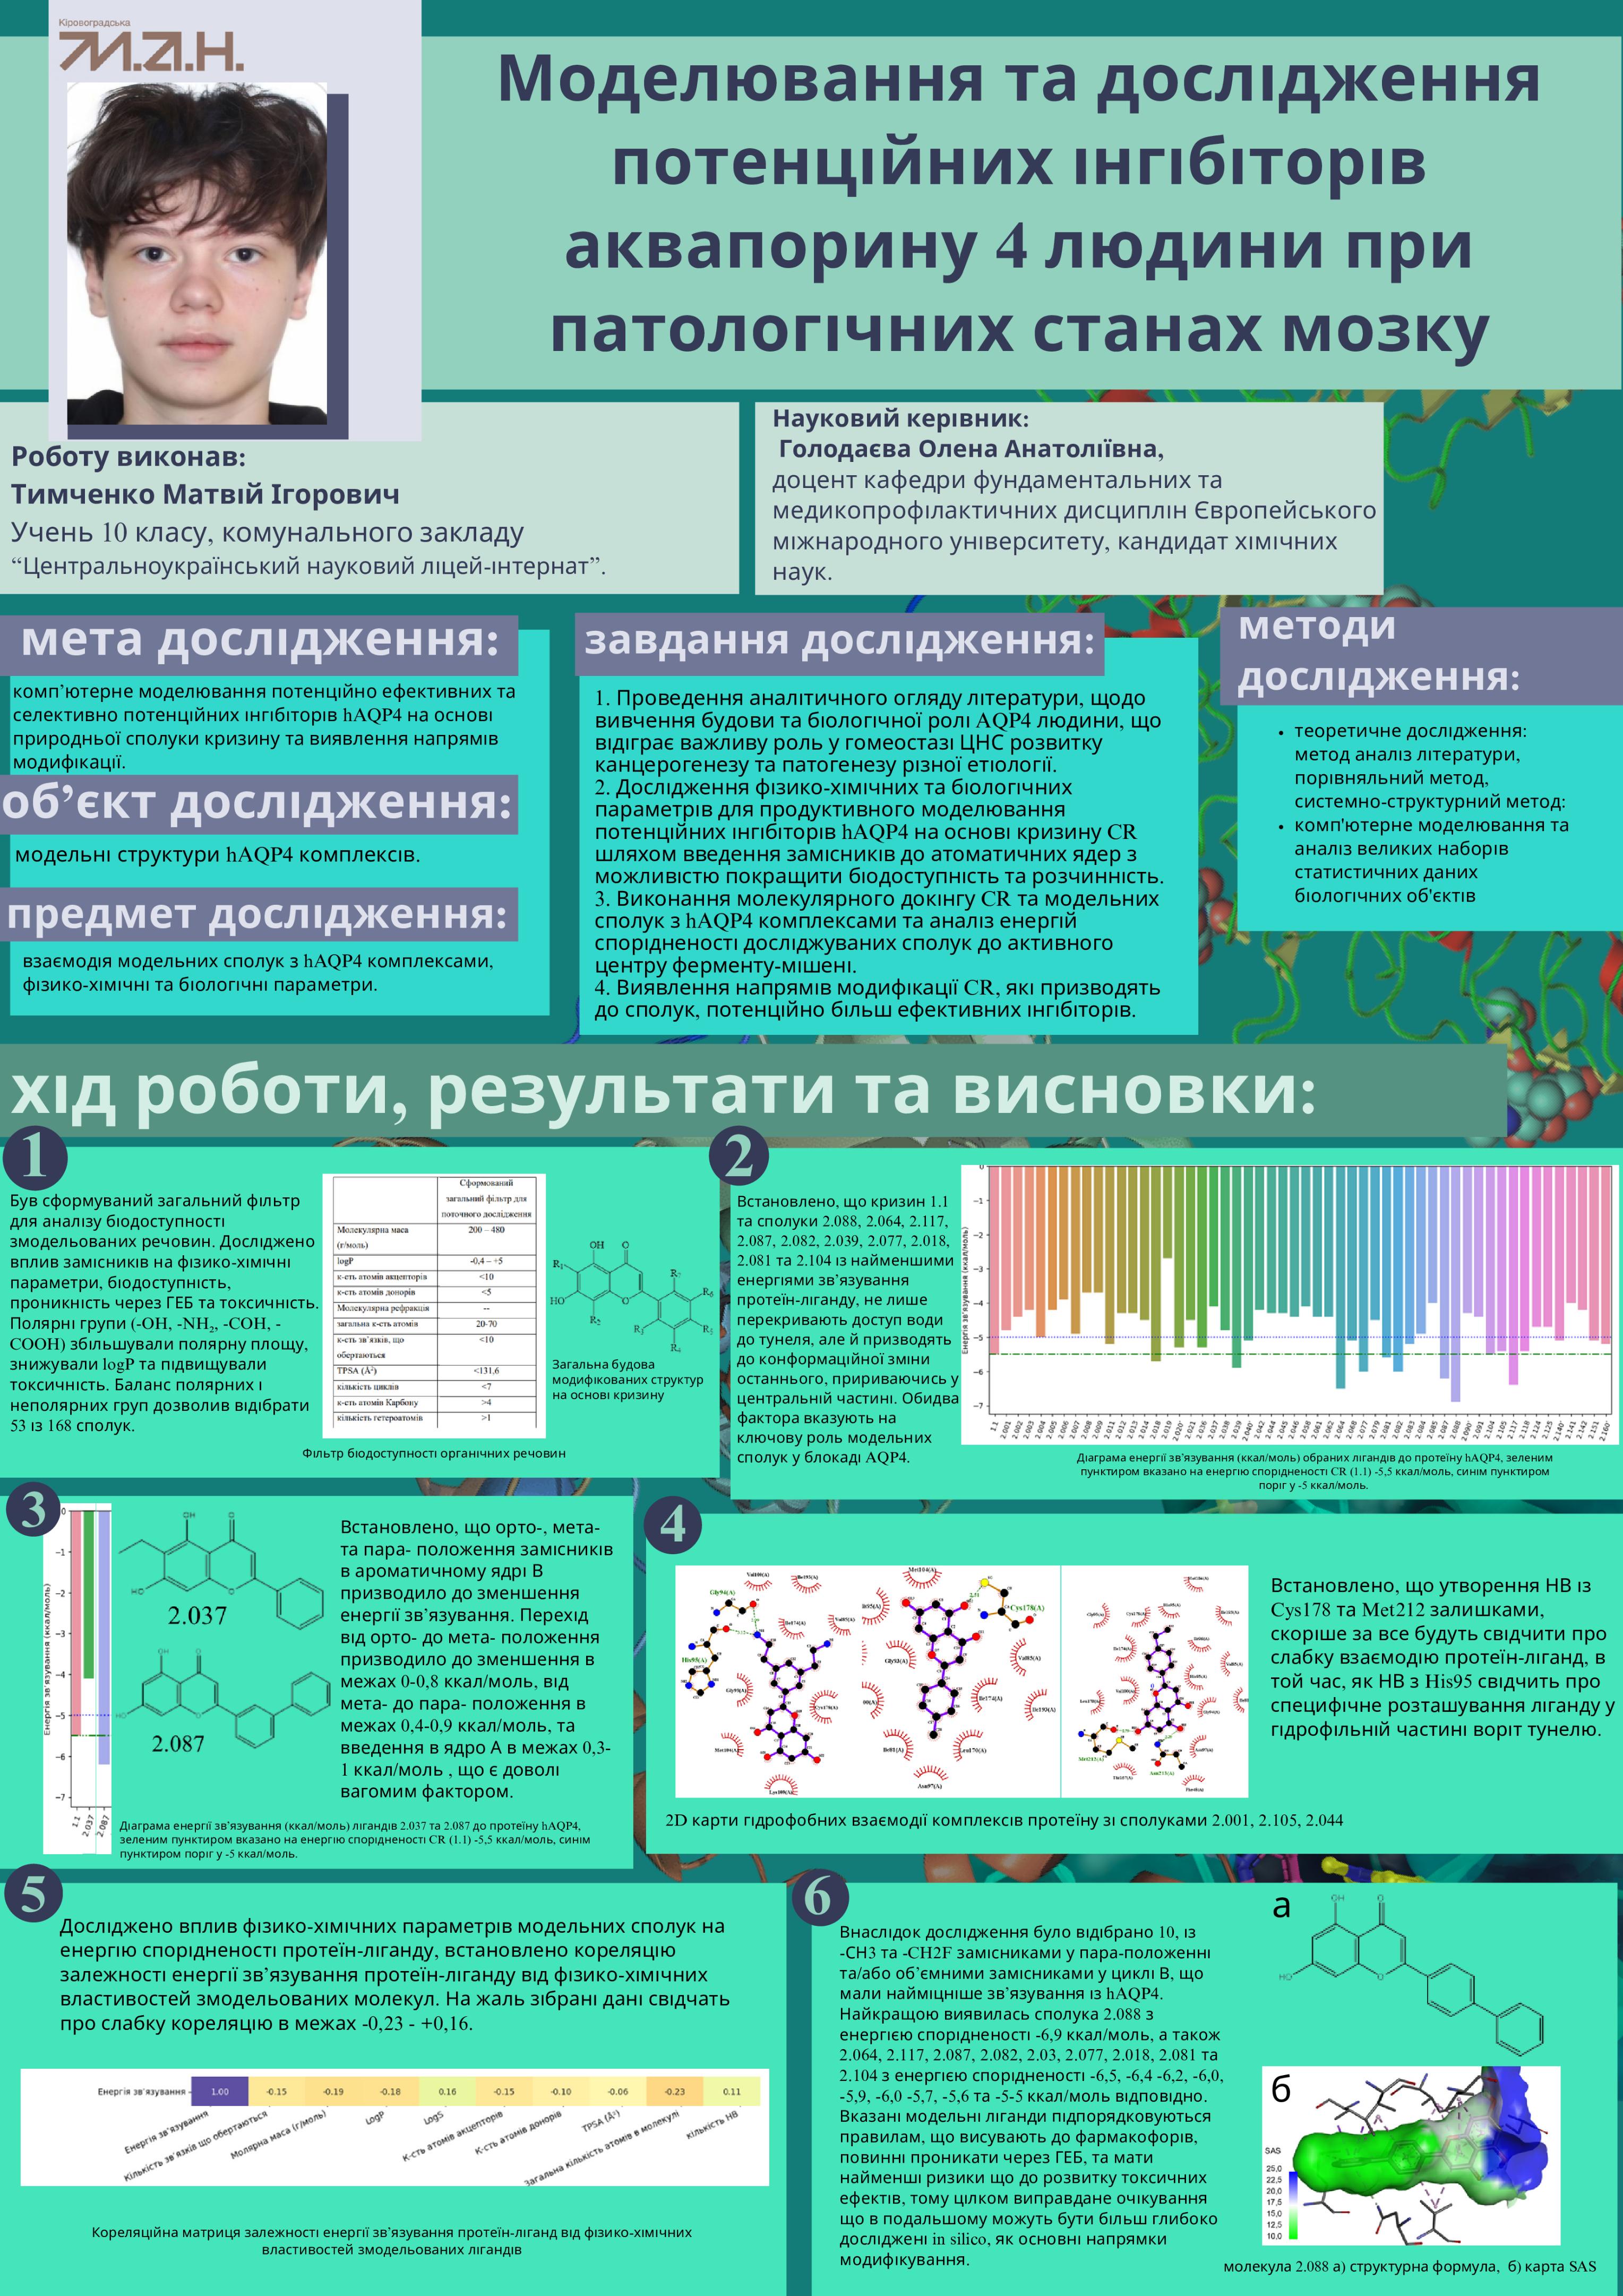 Кіровоградська
М.А.Н.
Моделювання та дослідження
потенційних інгібіторів
аквапорину 4 людини при
патологічних станах мозку
Роботу виконав:
Тимченко Матвій Ігорович
Учень 10 класу, комунального закладу
“Центральноукраїнський науковий ліцей-інтернат”.
Науковий керівник:
Голодаєва Олена Анатоліївна,
доцент кафедри фундаментальних та
медикопрофілактичних дисциплін Європейського
міжнародного університету, кандидат хімічних
наук.
мета дослідження:
комп’ютерне моделювання потенційно ефективних та
селективно потенційних інгібіторів hAQP4 на основі
природньої сполуки кризину та виявлення напрямів
модифікації.
об’єкт дослідження:
модельні структури hAQP4 комплексів.
предмет дослідження:
взаємодія модельних сполук з hAQP4 комплексами,
фізико-хімічні та біологічні параметри.
завдання дослідження:
1. Проведення аналітичного огляду літератури, щодо
вивчення будови та біологічної ролі AQP4 людини, що
відіграє важливу роль у гомеостазі ЦНС розвитку
канцерогенезу та патогенезу різної етіології.
2. Дослідження фізико-хімічних та біологічних
параметрів для продуктивного моделювання
потенційних інгібіторів hAQP4 на основі кризину CR
шляхом введення замісників до атоматичних ядер з
можливістю покращити біодоступність та розчинність.
3. Виконання молекулярного докінгу CR та модельних
сполук з hAQP4 комплексами та аналіз енергій
спорідненості досліджуваних сполук до активного
центру ферменту-мішені.
4. Виявлення напрямів модифікації CR, які призводять
до сполук, потенційно більш ефективних інгібіторів.
методи
дослідження:
• теоретичне дослідження:
метод аналіз літератури,
порівняльний метод,
системно-структурний метод:
• комп'ютерне моделювання та
аналіз великих наборів
статистичних даних
біологічних об'єктів
хід роботи, результати та висновки:
1
Був сформуваний загальний фільтр
для аналізу біодоступності
змодельованих речовин. Досліджено
вплив замісників на фізико-хімічні
параметри, біодоступність,
проникність через ГЕБ та токсичність.
Полярні групи (-OH, -NH₂, -COH, -
COOH) збільшували полярну площу,
знижували logP та підвищували
токсичність. Баланс полярних і
неполярних груп дозволив відібрати
53 із 168 сполук.
Сформований
загальний фільтр для
поточного дослідження
Молекулярна маса 200 – 480
(г/моль)
logP -0,4 – +5
к-сть атомів акцепторів <10
к-сть атомів донорів <5
Молекулярна рефракція --
загальна к-сть атомів 20-70
к-сть зв’язків, що <10
обертаються
TPSA (Å²) <131,6
кількість циклів <7
к-сть атомів Карбону >4
кількість гетероатомів >1
Фільтр біодоступності органічних речовин
OH O
HO O
Загальна будова
модифікованих структур
на основі кризину
2
Встановлено, що кризин 1.1
та сполуки 2.088, 2.064, 2.117,
2.087, 2.082, 2.039, 2.077, 2.018,
2.081 та 2.104 із найменшими
енергіями зв’язування
протеїн-ліганду, не лише
перекривають доступ води
до тунеля, але й призводять
до конформаційної зміни
останнього, пририваючись у
центральній частині. Обидва
фактора вказують на
ключову роль модельних
сполук у блокаді AQP4.
Енергія зв'язування (ккал/моль)
0
−1
−2
−3
−4
−5
−6
−7
Діаграма енергії зв’язування (ккал/моль) обраних лігандів до протеїну hAQP4, зеленим
пунктиром вказано на енергію спорідненості CR (1.1) -5,5 ккал/моль, синім пунктиром
поріг у -5 ккал/моль.
3
Енергія зв'язування (ккал/моль)
0
−1
−2
−3
−4
−5
−6
−7
1.1
2.037
2.087
OH O
HO O
2.037
OH O
HO O
2.087
Встановлено, що орто-, мета-
та пара- положення замісників
в ароматичному ядрі В
призводило до зменшення
енергії зв’язування. Перехід
від орто- до мета- положення
призводило до зменшення в
межах 0-0,8 ккал/моль, від
мета- до пара- положення в
межах 0,4-0,9 ккал/моль, та
введення в ядро А в межах 0,3-
1 ккал/моль , що є доволі
вагомим фактором.
Діаграма енергії зв’язування (ккал/моль) лігандів 2.037 та 2.087 до протеїну hAQP4,
зеленим пунктиром вказано на енергію спорідненості CR (1.1) -5,5 ккал/моль, синім
пунктиром поріг у -5 ккал/моль.
4
Gly94(A)
His95(A)
Cys178(A)
Met212(A)
Встановлено, що утворення НВ із
Cys178 та Met212 залишками,
скоріше за все будуть свідчити про
слабку взаємодію протеїн-ліганд, в
той час, як НВ з His95 свідчить про
специфічне розташування ліганду у
гідрофільній частині воріт тунелю.
2D карти гідрофобних взаємодії комплексів протеїну зі сполуками 2.001, 2.105, 2.044
5
Досліджено вплив фізико-хімічних параметрів модельних сполук на
енергію спорідненості протеїн-ліганду, встановлено кореляцію
залежності енергії зв’язування протеїн-ліганду від фізико-хімічних
властивостей змодельованих молекул. На жаль зібрані дані свідчать
про слабку кореляцію в межах -0,23 - +0,16.
Енергія зв'язування 1.00 -0.15 -0.19 -0.18 0.16 -0.15 -0.10 -0.06 -0.23 0.11
Енергія зв'язування
Кількість зв'язків що обертаються
Молярна маса (г/моль)
LogP
LogS
К-сть атомів акцепторів
К-сть атомів донорів
TPSA (Å²)
Загальна кількість атомів в молекулі
кількість НВ
Кореляційна матриця залежності енергії зв’язування протеїн-ліганд від фізико-хімічних
властивостей змодельованих лігандів
6
Внаслідок дослідження було відібрано 10, із
-CH3 та -CH2F замісниками у пара-положенні
та/або об’ємними замісниками у циклі В, що
мали найміцніше зв’язування із hAQP4.
Найкращою виявилась сполука 2.088 з
енергією спорідненості -6,9 ккал/моль, а також
2.064, 2.117, 2.087, 2.082, 2.03, 2.077, 2.018, 2.081 та
2.104 з енергією спорідненості -6,5, -6,4 -6,2, -6,0,
-5,9, -6,0 -5,7, -5,6 та -5-5 ккал/моль відповідно.
Вказані модельні ліганди підпорядковуються
правилам, що висувають до фармакофорів,
повинні проникати через ГЕБ, та мати
найменші ризики що до розвитку токсичних
ефектів, тому цілком виправдане очікування
що в подальшому можуть бути більш глибоко
досліджені in silico, як основні напрямки
модифікування.
а
OH O
HO O
б
SAS
25,0
22,5
20,0
17,5
15,0
12,5
10,0
молекула 2.088 а) структурна формула, б) карта SAS